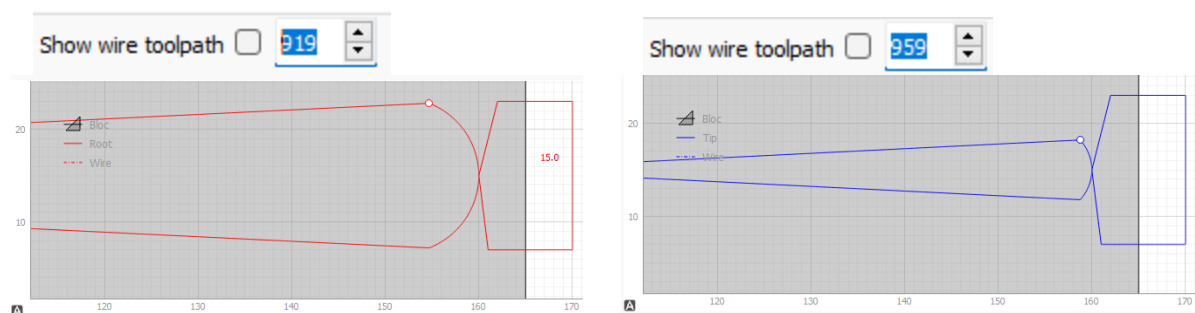 Show wire toolpath 919
Bloc
Root
Wire
20
10
15.0
120 130 140 150 160 170
A
Show wire toolpath 959
Bloc
Tip
Wire
20
10
120 130 140 150 160 170
A